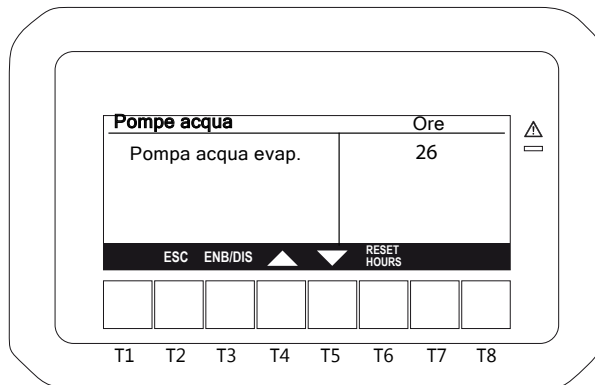 Pompe acqua Ore
Pompa acqua evap. 26
ESC ENB/DIS RESET HOURS
T1 T2 T3 T4 T5 T6 T7 T8